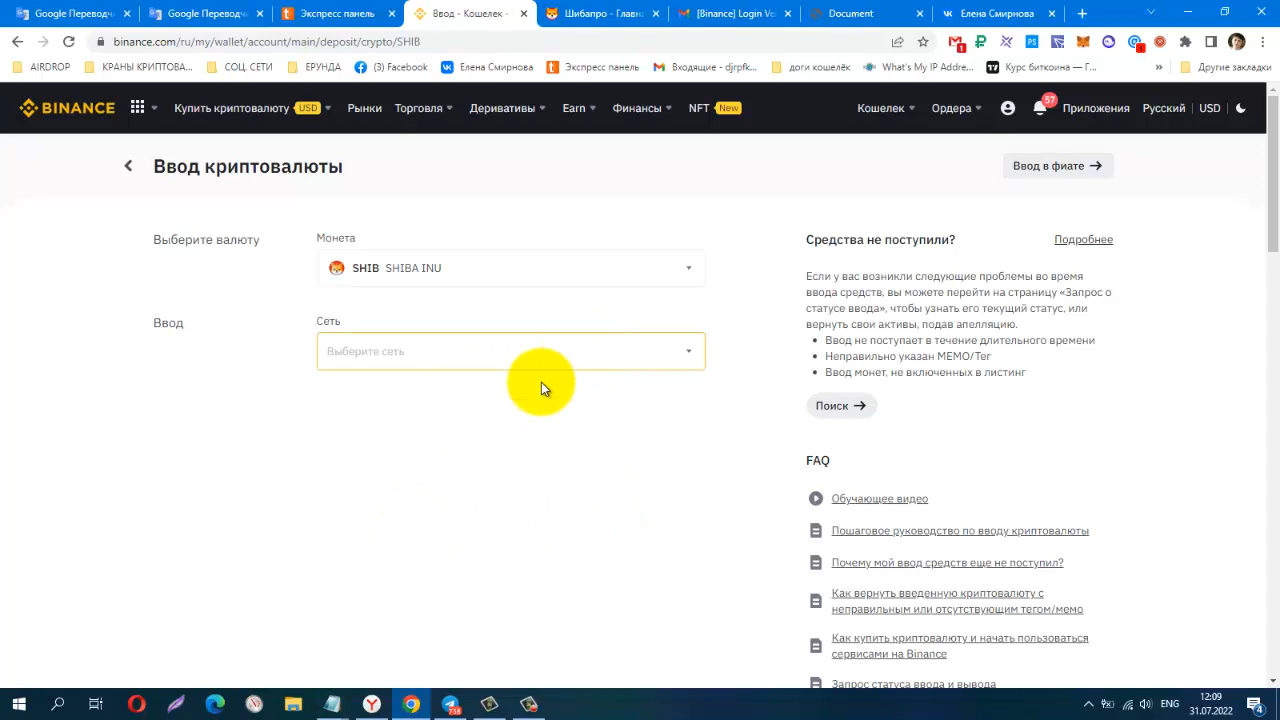 Google Перевод
Google Перевод
Экспресс панель
Ввод - Кошелек -
Шибапро - Главн
[Binance] Login Ve
Document
Елена Смирнова
binance.com/ru/my/wallet/account/main/deposit/crypto/SHIB
AIRDROP
КРАНЫ КРИПТОВА...
СОЦ. СЕТИ
ЕРУНДА
(3) Facebook
Елена Смирнова
Экспресс панель
Входящие - djrpfk...
доги кошелёк
What's My IP Addre...
Курс биткоина — Г...
»
Другие закладки
BINANCE
Купить криптовалюту USD
Рынки
Торговля
Деривативы
Earn
Финансы
NFT New
Кошелек
Ордера
57
Приложения
Русский
USD
Ввод криптовалюты
Ввод в фиате →
Выберите валюту
Монета
SHIB SHIBA INU
Ввод
Сеть
Выберите сеть
Средства не поступили?
Подробнее
Если у вас возникли следующие проблемы во время
ввода средств, вы можете перейти на страницу «Запрос о
статусе ввода», чтобы узнать его текущий статус, или
вернуть свои активы, подав апелляцию.
• Ввод не поступает в течение длительного времени
• Неправильно указан MEMO/Тег
• Ввод монет, не включенных в листинг
Поиск →
FAQ
Обучающее видео
Пошаговое руководство по вводу криптовалюты
Почему мой ввод средств еще не поступил?
Как вернуть введенную криптовалюту с
неправильным или отсутствующим тегом/мемо
Как купить криптовалюту и начать пользоваться
сервисами на Binance
Запрос статуса ввода и вывода
758
ENG
12:09
31.07.2022
4